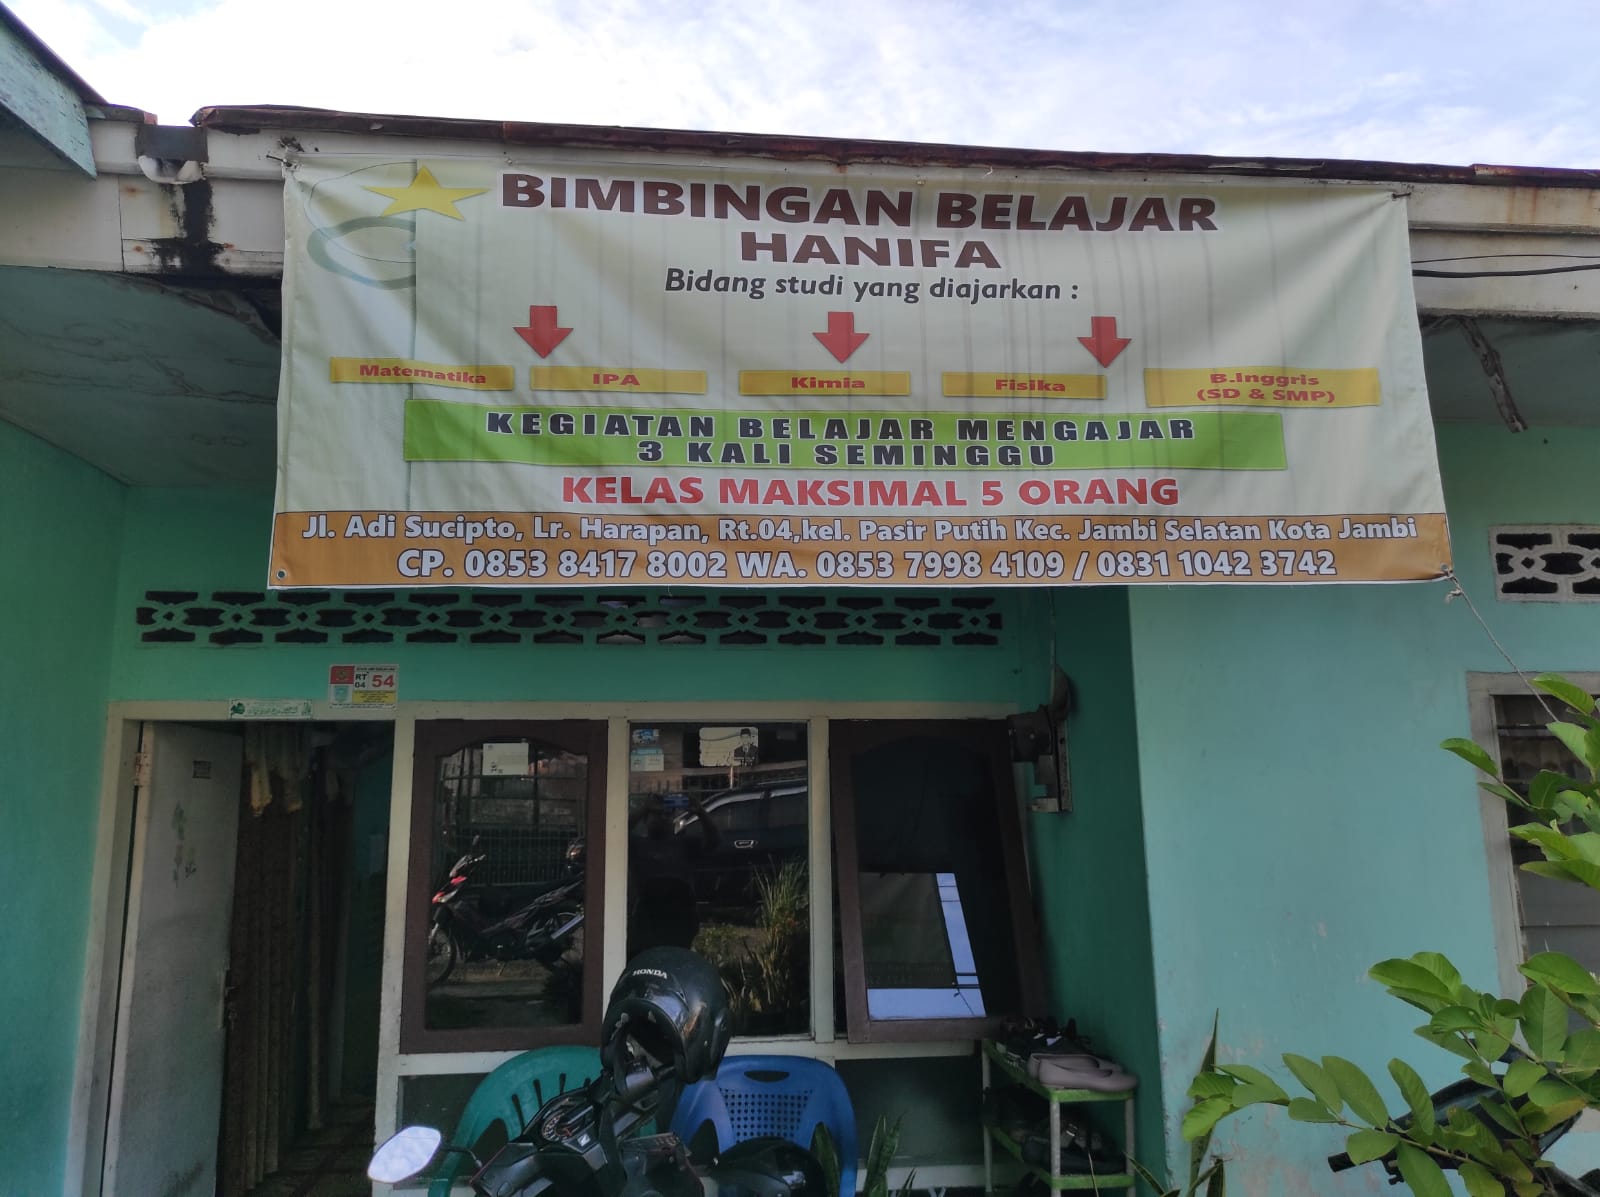 BIMBINGAN BELAJAR
HANIFA
Bidang studi yang diajarkan :
Matematika
IPA
Kimia
Fisika
B.Inggris
(SD & SMP)
KEGIATAN BELAJAR MENGAJAR
3 KALI SEMINGGU
KELAS MAKSIMAL 5 ORANG
Jl. Adi Sucipto, Lr. Harapan, Rt.04,kel. Pasir Putih Kec. Jambi Selatan Kota Jambi
CP. 0853 8417 8002 WA. 0853 7998 4109 / 0831 1042 3742
RT
04
54
HONDA